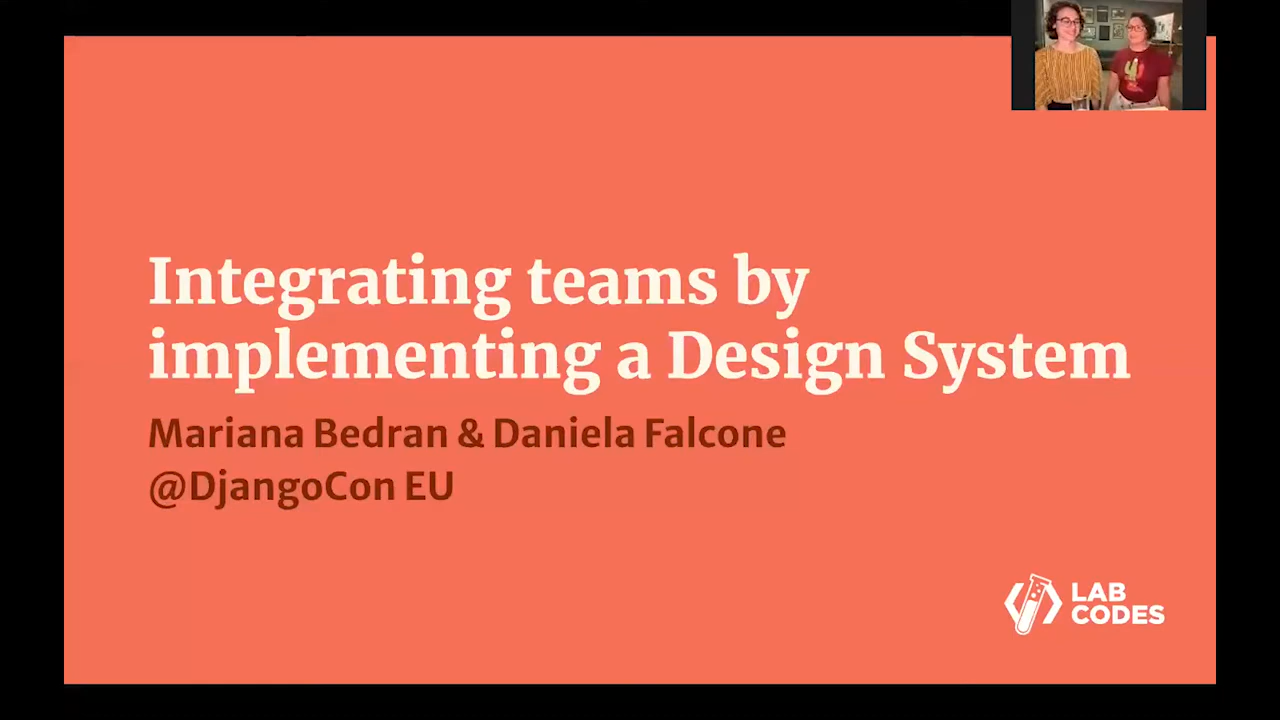 Integrating teams by
implementing a Design System
Mariana Bedran & Daniela Falcone
@DjangoCon EU
LAB
CODES